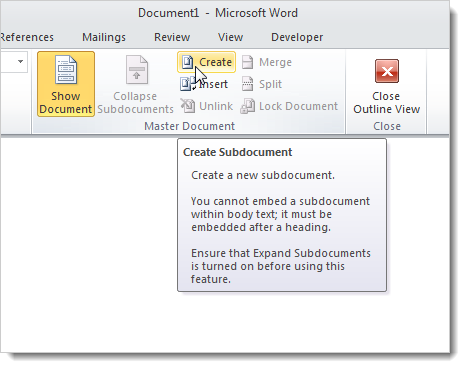 Document1 - Microsoft Word
References Mailings Review View Developer
Show Document
Collapse Subdocuments
Create
Insert
Unlink
Merge
Split
Lock Document
Close Outline View
Master Document
Close
Create Subdocument
Create a new subdocument.
You cannot embed a subdocument
within body text; it must be
embedded after a heading.
Ensure that Expand Subdocuments
is turned on before using this
feature.